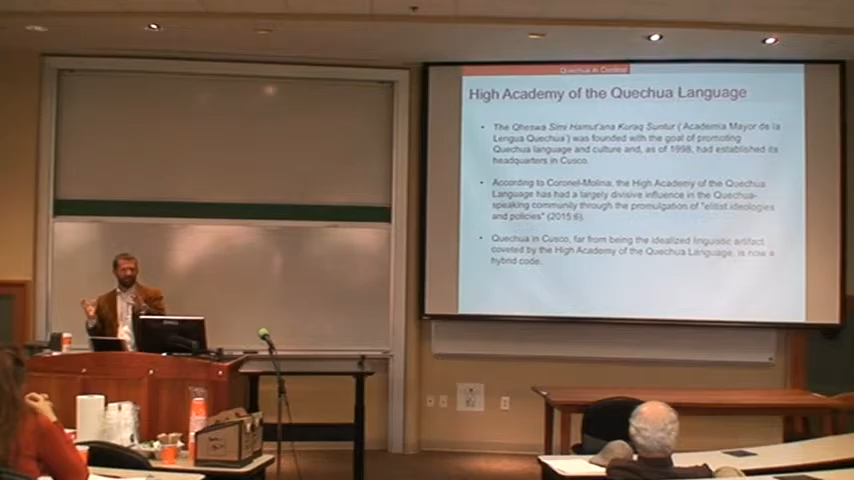 Quechua in Context
High Academy of the Quechua Language
• The Qheswa Simi Hamut'ana Kuraq Suntur ('Academia Mayor de la
Lengua Quechua') was founded with the goal of promoting
Quechua language and culture and, as of 1998, had established its
headquarters in Cusco.
• According to Coronel-Molina, the High Academy of the Quechua
Language has had a largely divisive influence in the Quechua-
speaking community through the promulgation of "elitist ideologies
and policies" (2015:6).
• Quechua in Cusco, far from being the idealized linguistic artifact
coveted by the High Academy of the Quechua Language, is now a
hybrid code.